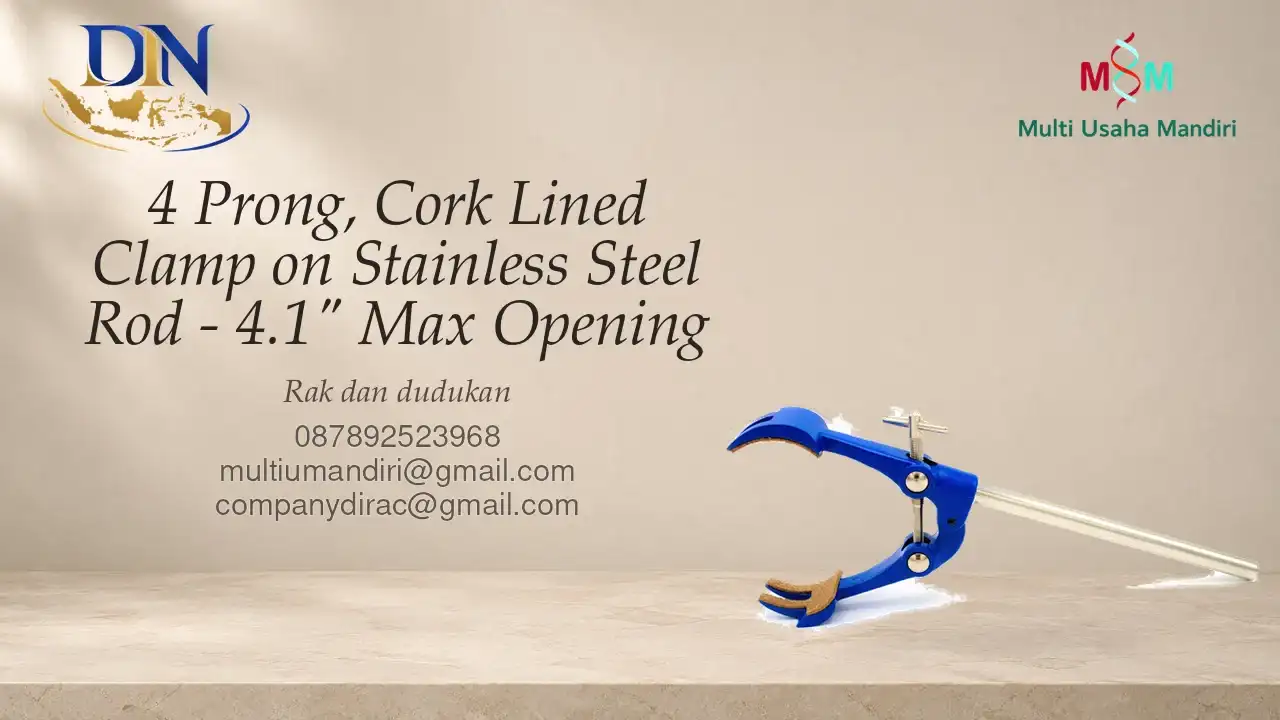 DIN
MSM
Multi Usaha Mandiri
4 Prong, Cork Lined
Clamp on Stainless Steel
Rod - 4.1" Max Opening
Rak dan dudukan
087892523968
multiumandiri@gmail.com
companydirac@gmail.com